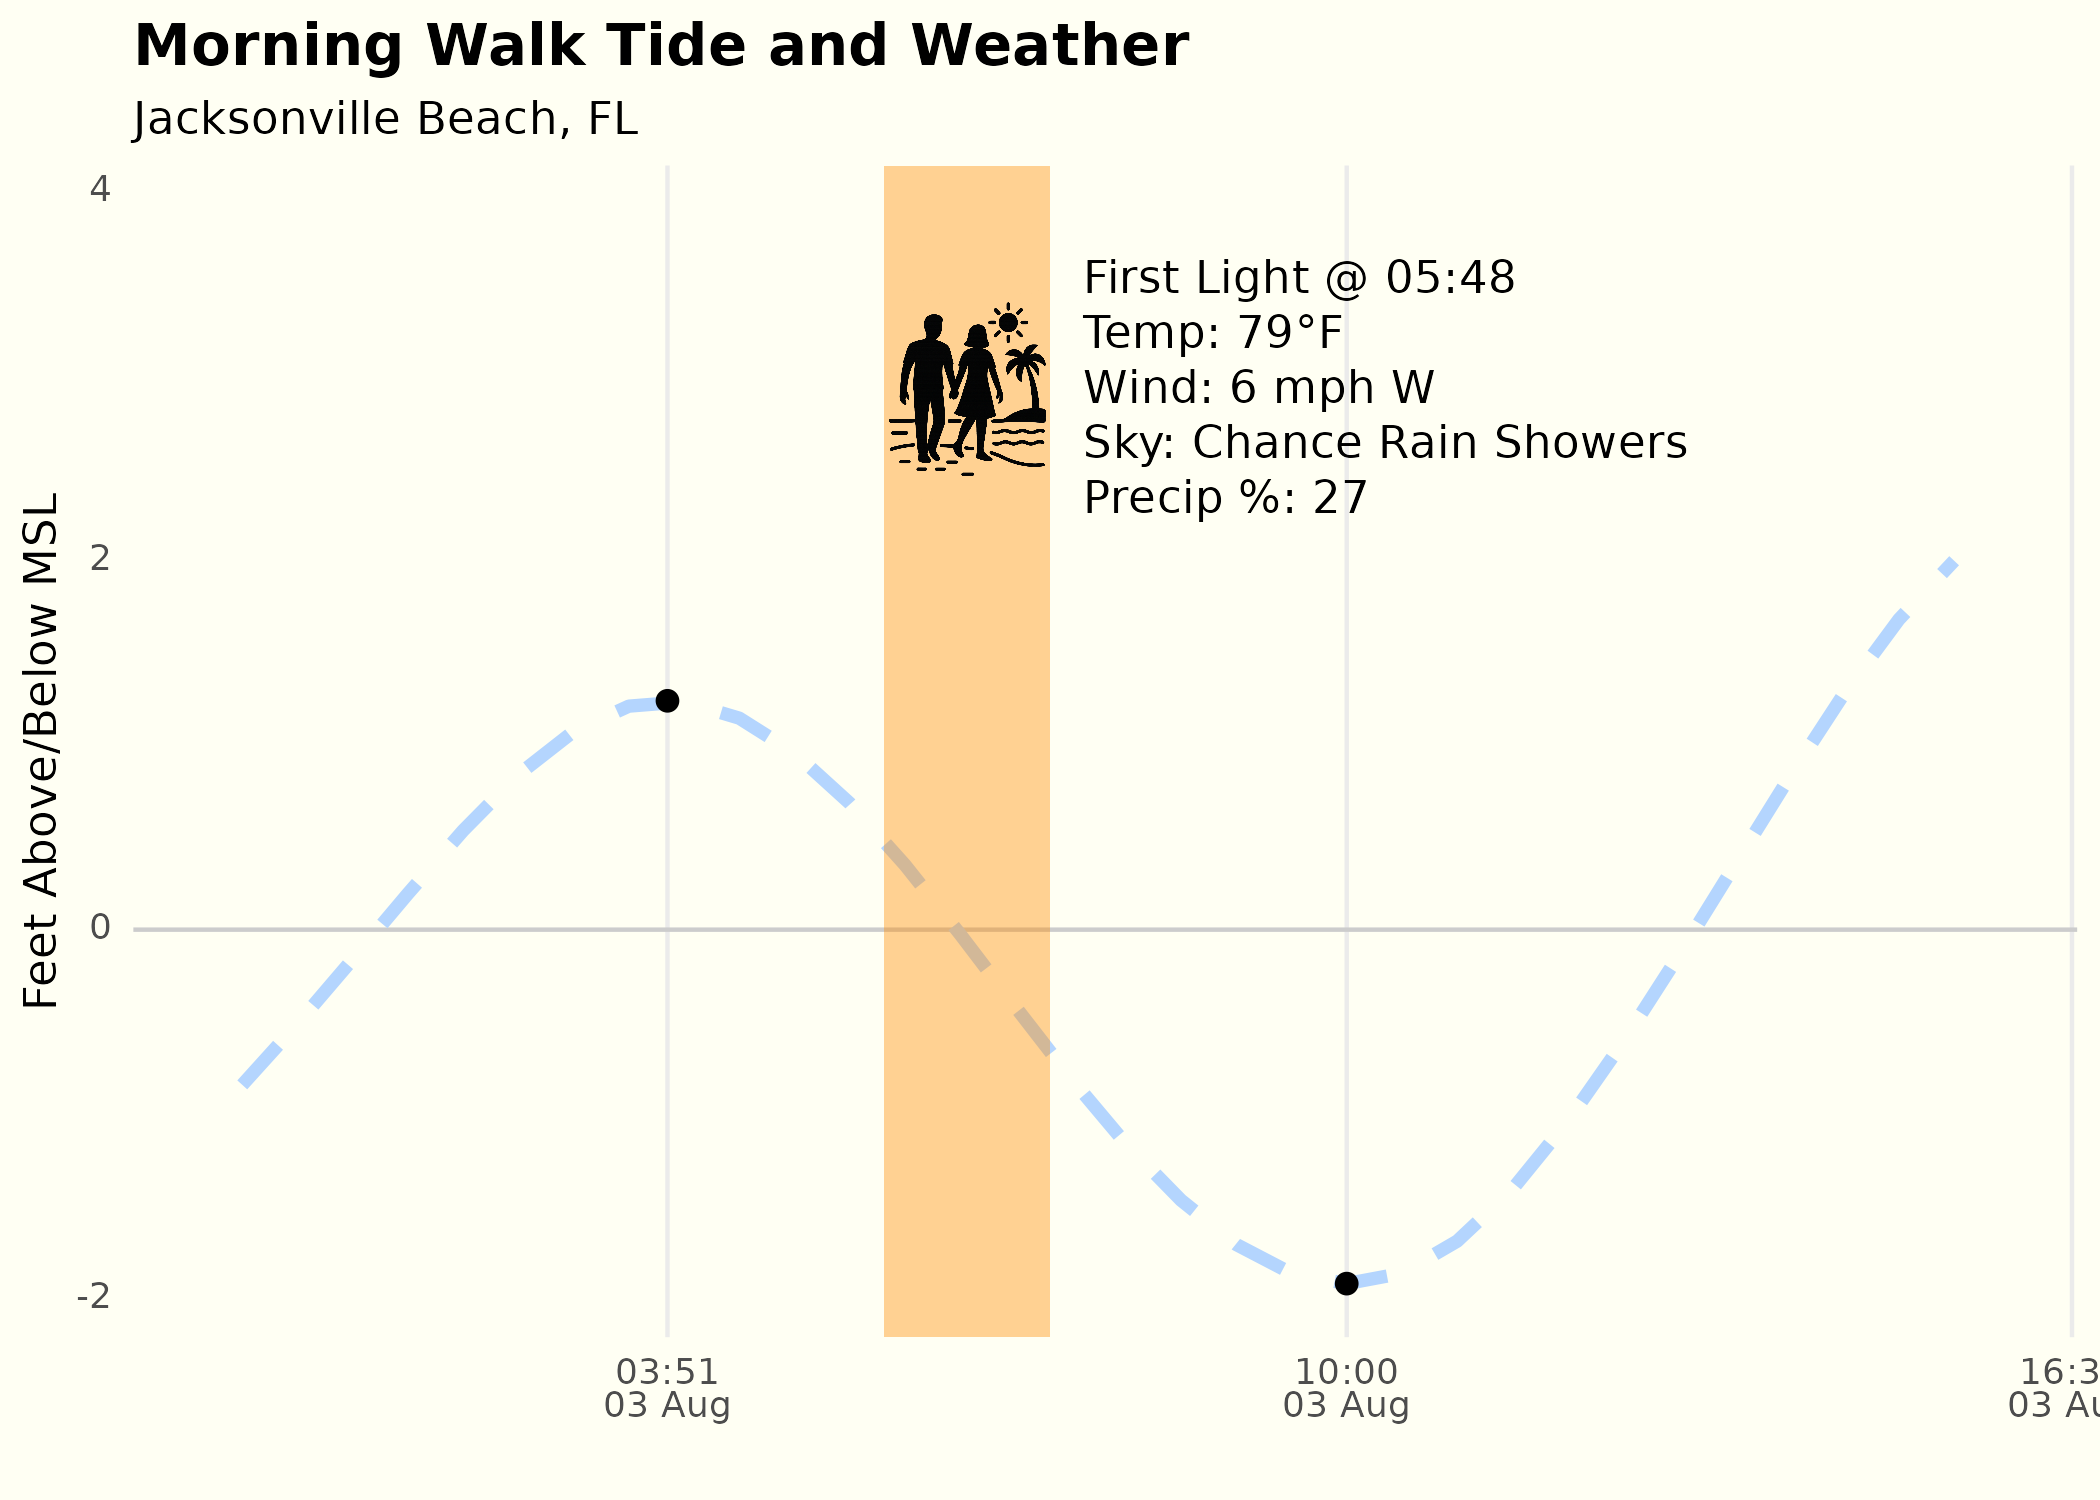 Morning Walk Tide and Weather
Jacksonville Beach, FL
4
First Light @ 05:48
Temp: 79°F
Wind: 6 mph W
Sky: Chance Rain Showers
Precip %: 27
2
Feet Above/Below MSL
0
-2
03:51
03 Aug
10:00
03 Aug
16:3
03 Au